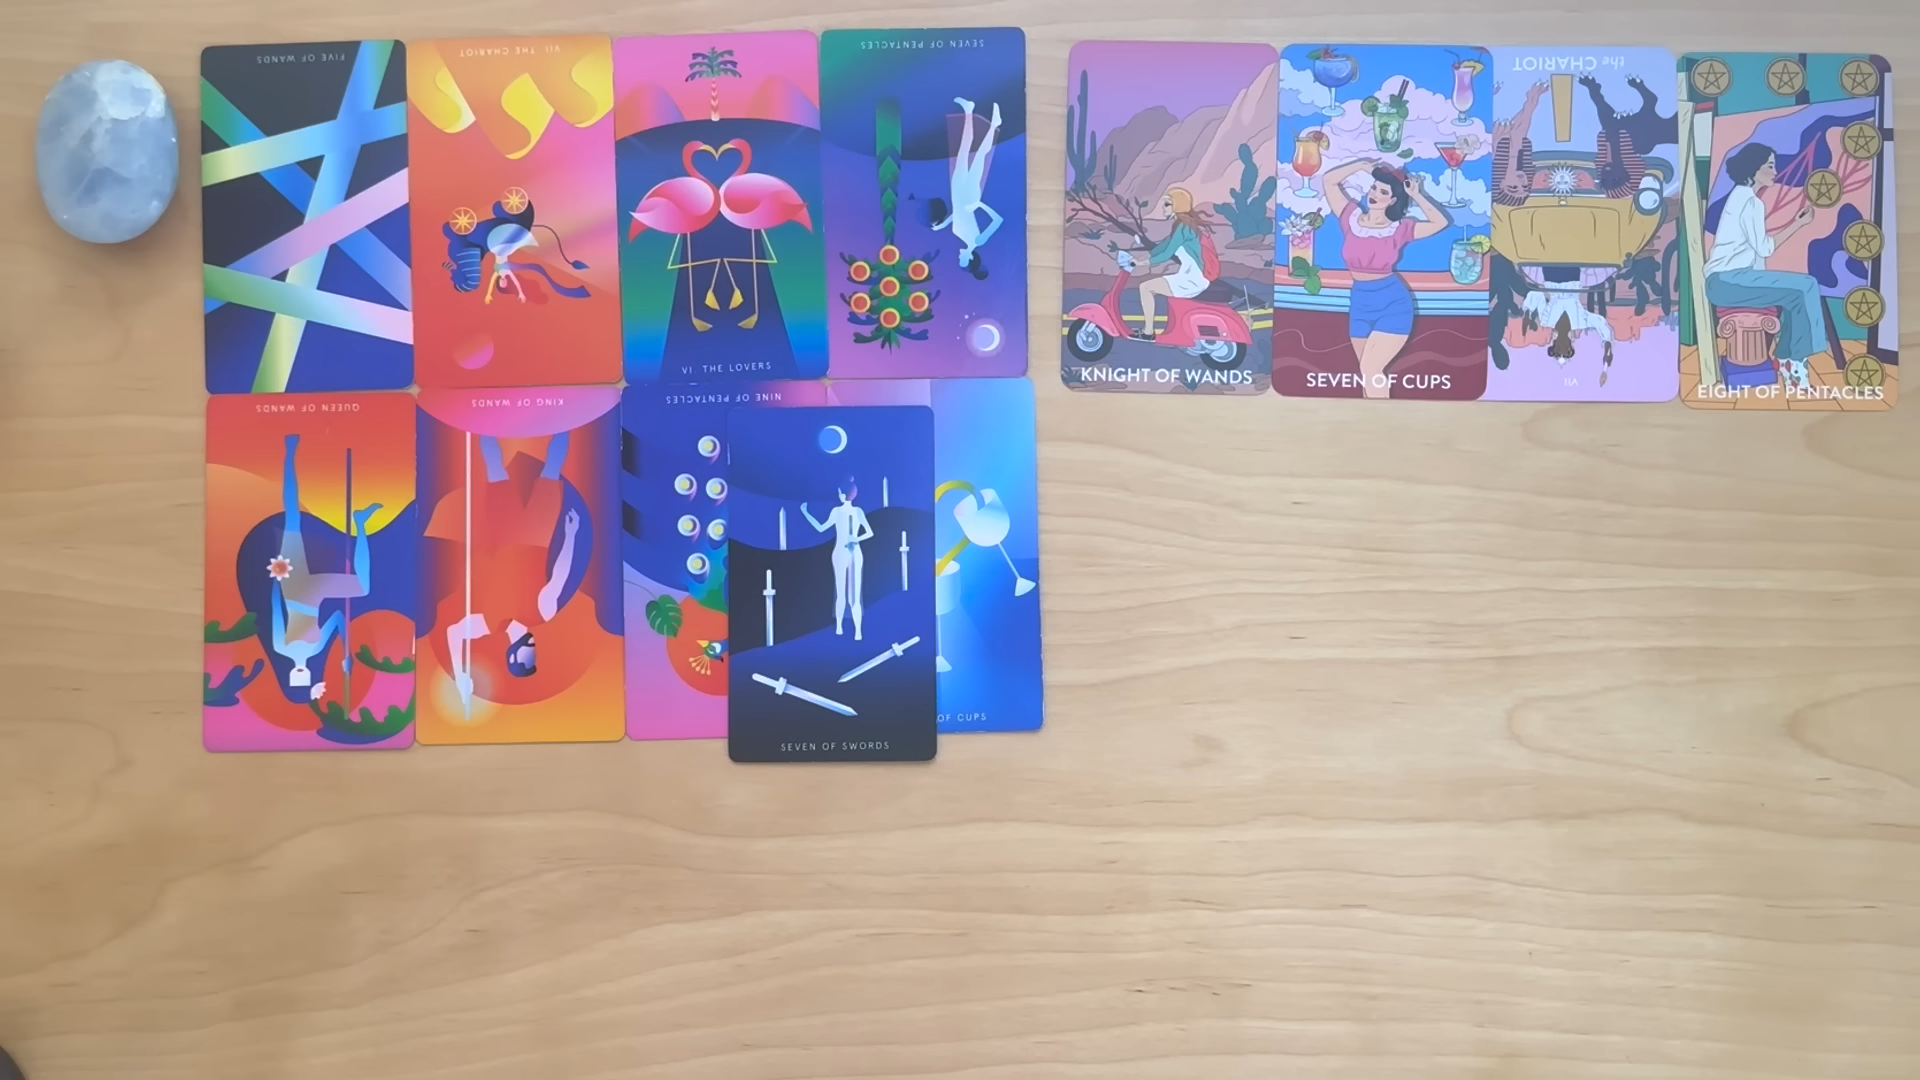 FIVE OF WANDS
VII. THE CHARIOT
VI. THE LOVERS
SEVEN OF PENTACLES
KNIGHT OF WANDS
SEVEN OF CUPS
the CHARIOT
VII
EIGHT OF PENTACLES
QUEEN OF WANDS
KING OF WANDS
NINE OF PENTACLES
SEVEN OF SWORDS
OF CUPS